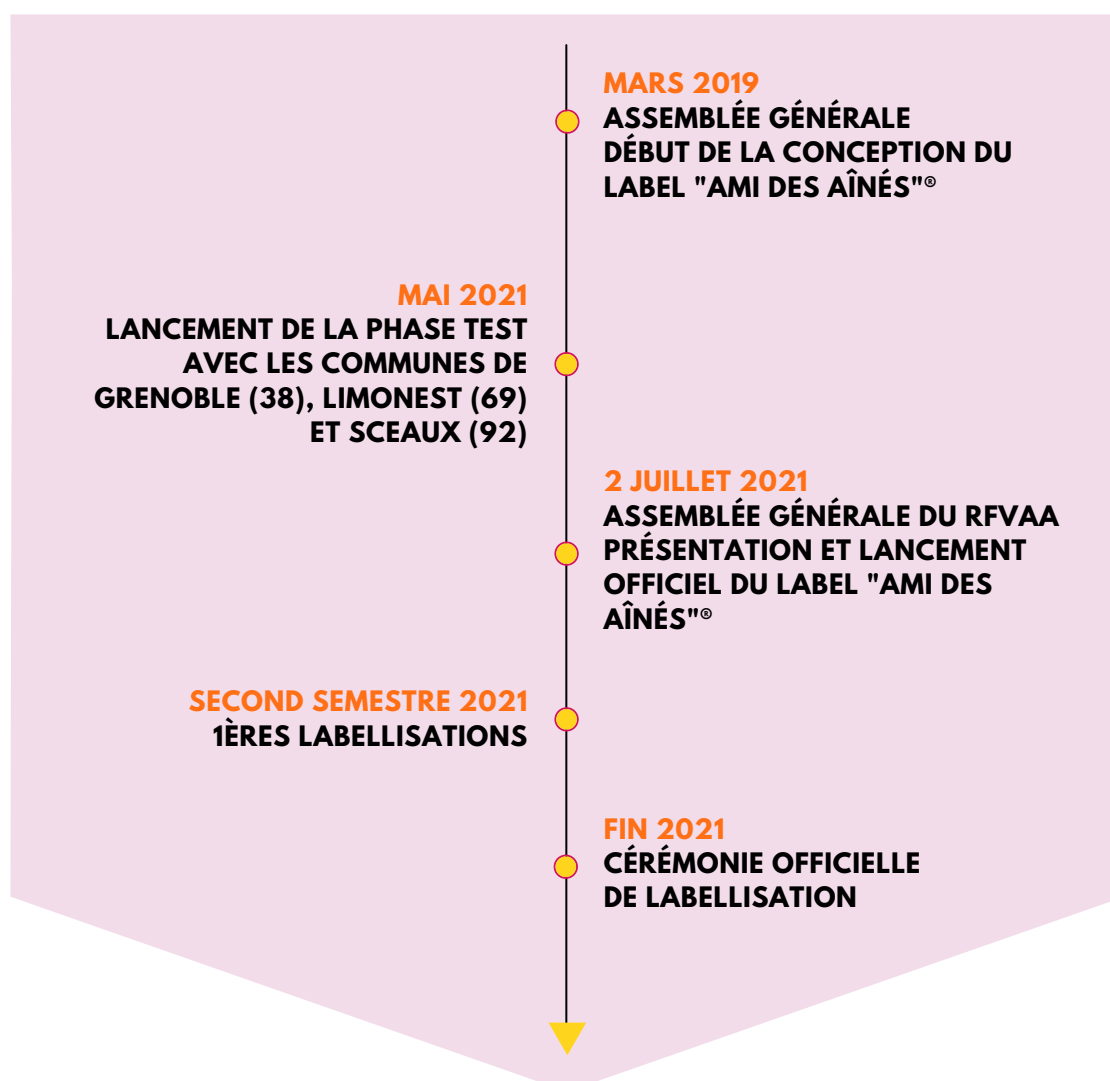 MARS 2019
ASSEMBLÉE GÉNÉRALE
DÉBUT DE LA CONCEPTION DU
LABEL "AMI DES AÎNÉS"®
MAI 2021
LANCEMENT DE LA PHASE TEST
AVEC LES COMMUNES DE
GRENOBLE (38), LIMONEST (69)
ET SCEAUX (92)
2 JUILLET 2021
ASSEMBLÉE GÉNÉRALE DU RFVAA
PRÉSENTATION ET LANCEMENT
OFFICIEL DU LABEL "AMI DES
AÎNÉS"®
SECOND SEMESTRE 2021
1ÈRES LABELLISATIONS
FIN 2021
CÉRÉMONIE OFFICIELLE
DE LABELLISATION